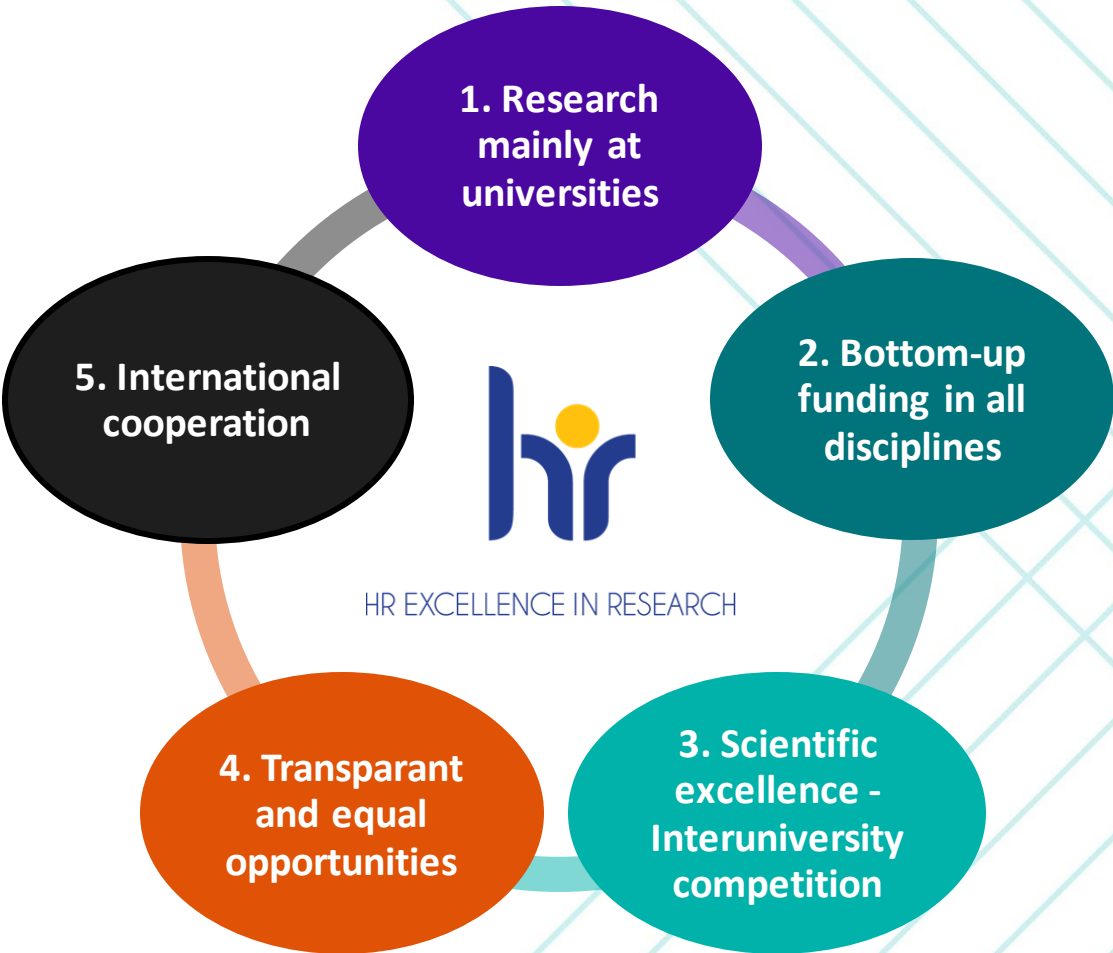 1. Research
mainly at
universities
2. Bottom-up
funding in all
disciplines
3. Scientific
excellence -
Interuniversity
competition
4. Transparant
and equal
opportunities
5. International
cooperation
hr
HR EXCELLENCE IN RESEARCH